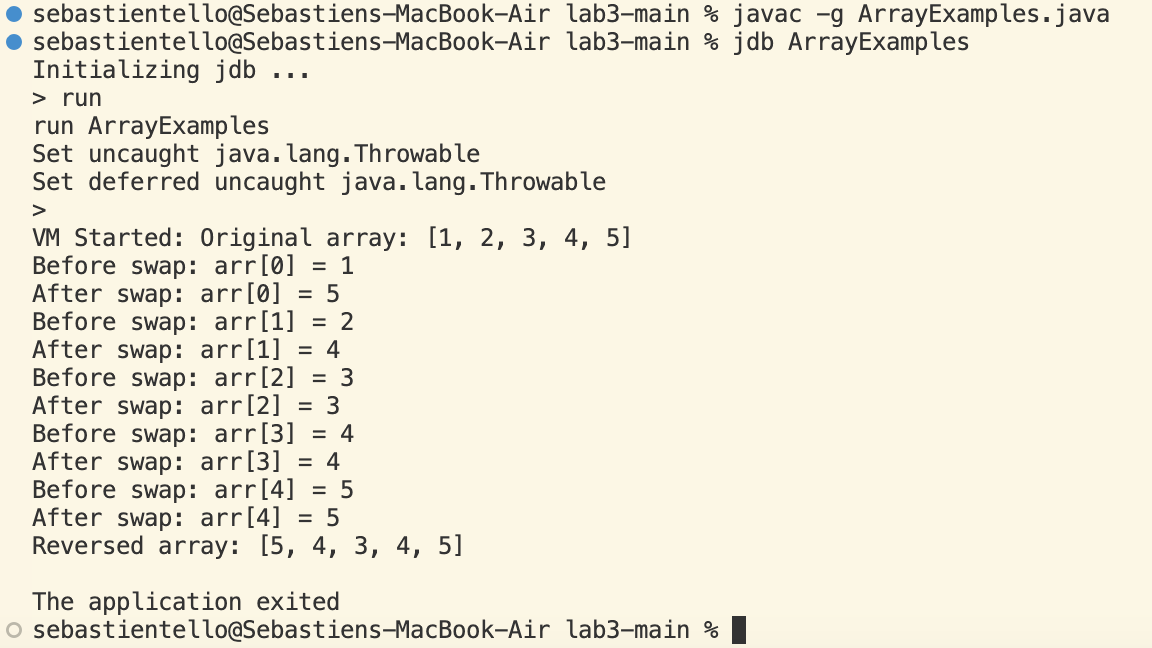 sebastientello@Sebastiens-MacBook-Air lab3-main % javac -g ArrayExamples.java
sebastientello@Sebastiens-MacBook-Air lab3-main % jdb ArrayExamples
Initializing jdb ...
> run
run ArrayExamples
Set uncaught java.lang.Throwable
Set deferred uncaught java.lang.Throwable
>
VM Started: Original array: [1, 2, 3, 4, 5]
Before swap: arr[0] = 1
After swap: arr[0] = 5
Before swap: arr[1] = 2
After swap: arr[1] = 4
Before swap: arr[2] = 3
After swap: arr[2] = 3
Before swap: arr[3] = 4
After swap: arr[3] = 4
Before swap: arr[4] = 5
After swap: arr[4] = 5
Reversed array: [5, 4, 3, 4, 5]

The application exited
sebastientello@Sebastiens-MacBook-Air lab3-main %